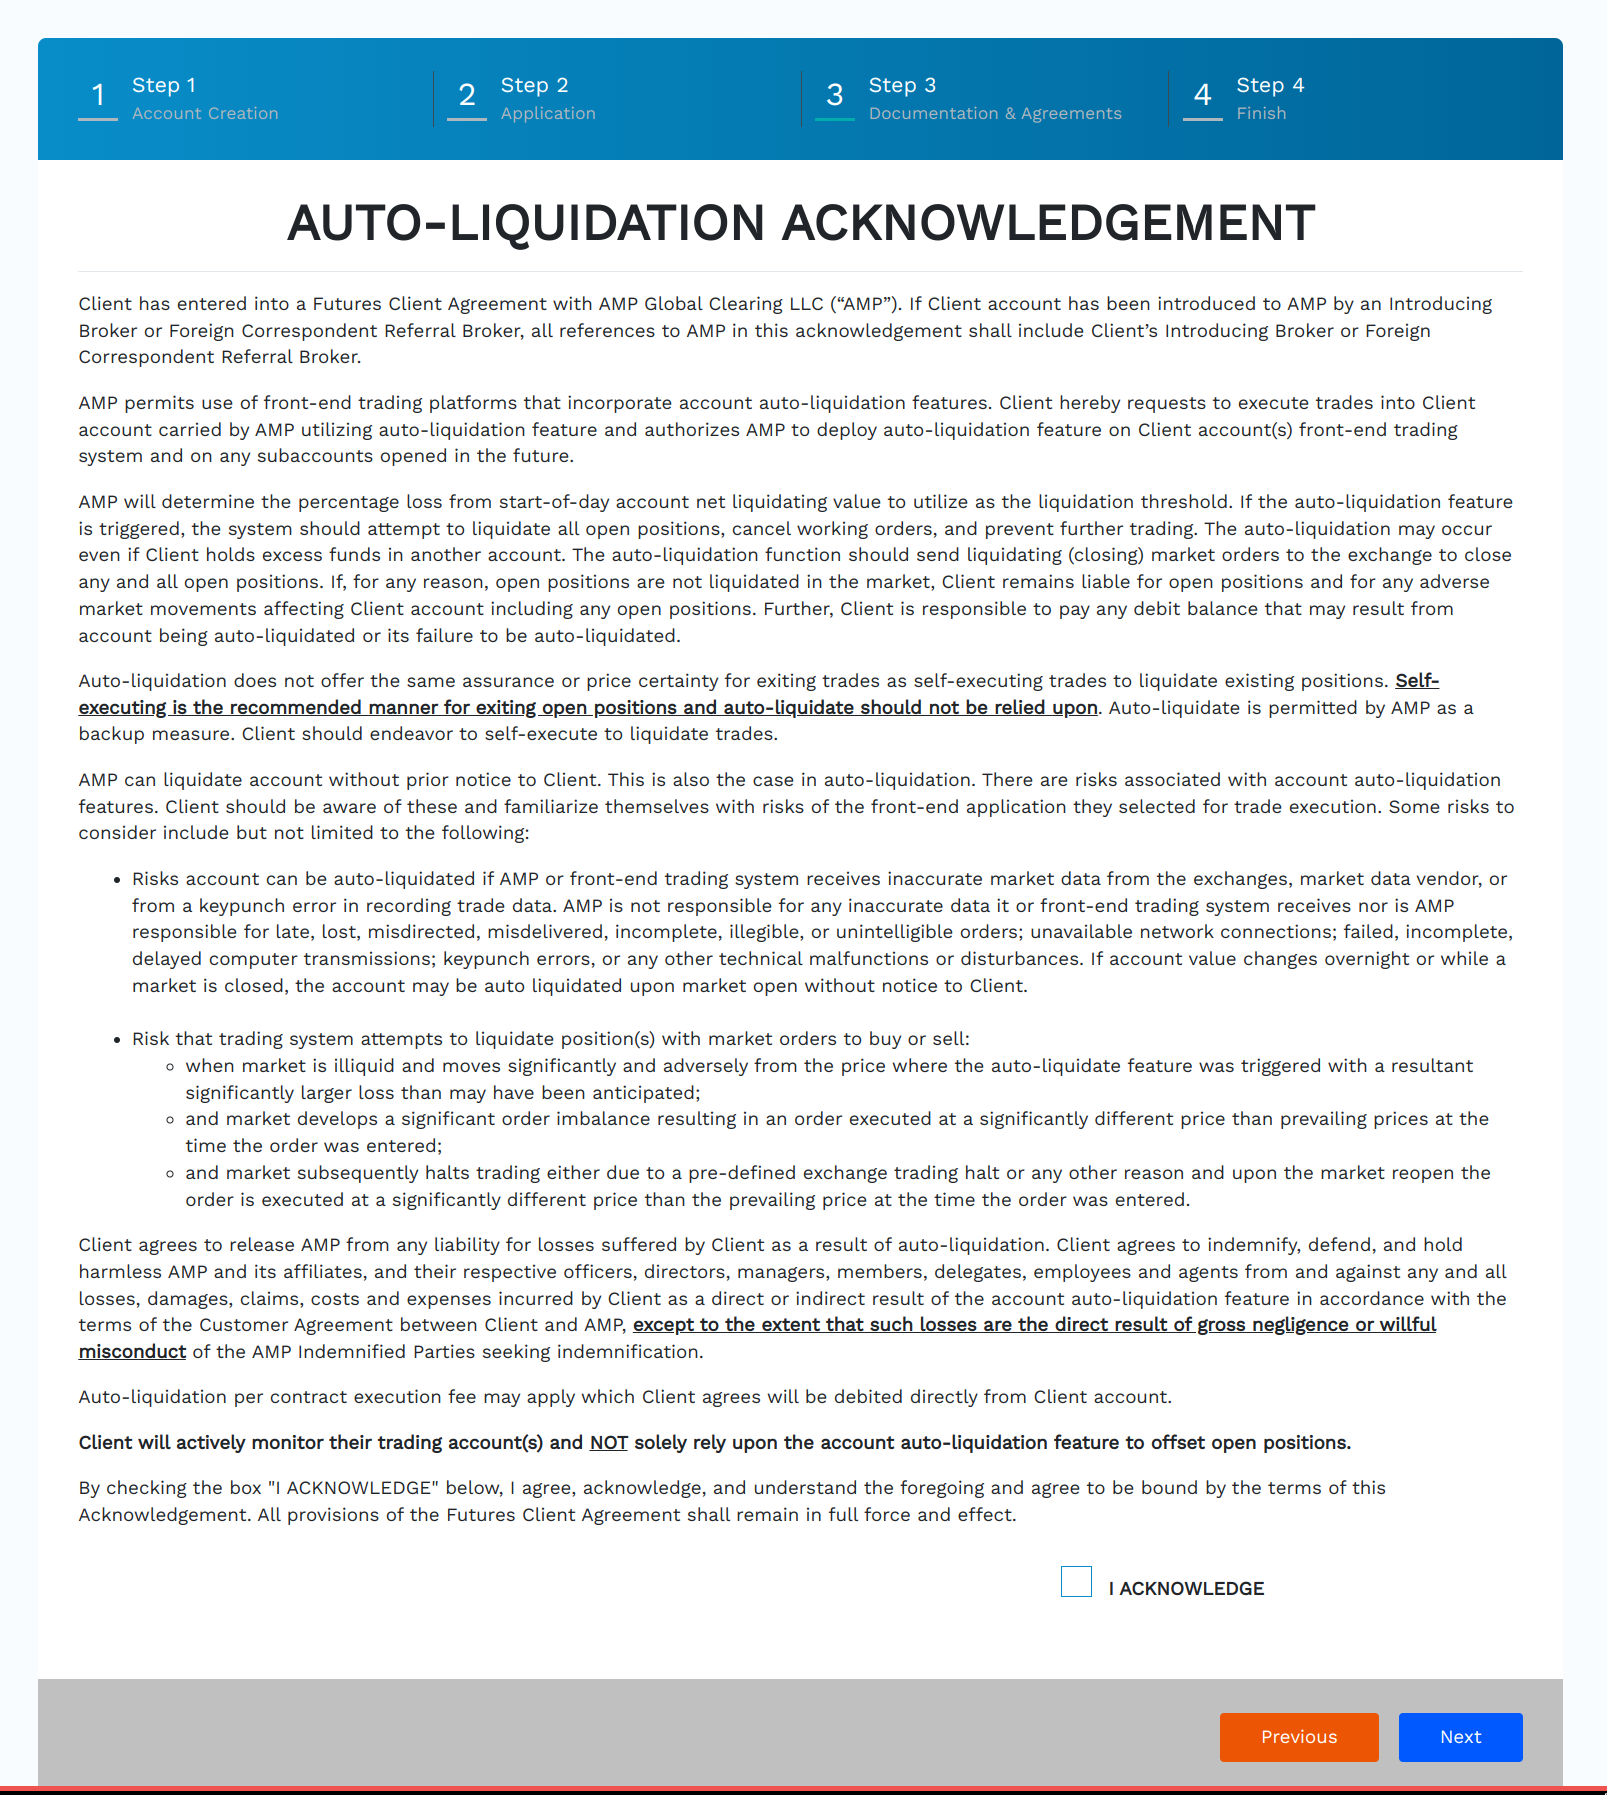 1 Step 1
Account Creation
2 Step 2
Application
3 Step 3
Documentation & Agreements
4 Step 4
Finish
AUTO-LIQUIDATION ACKNOWLEDGEMENT
Client has entered into a Futures Client Agreement with AMP Global Clearing LLC (“AMP”). If Client account has been introduced to AMP by an Introducing
Broker or Foreign Correspondent Referral Broker, all references to AMP in this acknowledgement shall include Client’s Introducing Broker or Foreign
Correspondent Referral Broker.
AMP permits use of front-end trading platforms that incorporate account auto-liquidation features. Client hereby requests to execute trades into Client
account carried by AMP utilizing auto-liquidation feature and authorizes AMP to deploy auto-liquidation feature on Client account(s) front-end trading
system and on any subaccounts opened in the future.
AMP will determine the percentage loss from start-of-day account net liquidating value to utilize as the liquidation threshold. If the auto-liquidation feature
is triggered, the system should attempt to liquidate all open positions, cancel working orders, and prevent further trading. The auto-liquidation may occur
even if Client holds excess funds in another account. The auto-liquidation function should send liquidating (closing) market orders to the exchange to close
any and all open positions. If, for any reason, open positions are not liquidated in the market, Client remains liable for open positions and for any adverse
market movements affecting Client account including any open positions. Further, Client is responsible to pay any debit balance that may result from
account being auto-liquidated or its failure to be auto-liquidated.
Auto-liquidation does not offer the same assurance or price certainty for exiting trades as self-executing trades to liquidate existing positions. Self-
executing is the recommended manner for exiting open positions and auto-liquidate should not be relied upon. Auto-liquidate is permitted by AMP as a
backup measure. Client should endeavor to self-execute to liquidate trades.
AMP can liquidate account without prior notice to Client. This is also the case in auto-liquidation. There are risks associated with account auto-liquidation
features. Client should be aware of these and familiarize themselves with risks of the front-end application they selected for trade execution. Some risks to
consider include but not limited to the following:
• Risks account can be auto-liquidated if AMP or front-end trading system receives inaccurate market data from the exchanges, market data vendor, or
from a keypunch error in recording trade data. AMP is not responsible for any inaccurate data it or front-end trading system receives nor is AMP
responsible for late, lost, misdirected, misdelivered, incomplete, illegible, or unintelligible orders; unavailable network connections; failed, incomplete,
delayed computer transmissions; keypunch errors, or any other technical malfunctions or disturbances. If account value changes overnight or while a
market is closed, the account may be auto liquidated upon market open without notice to Client.
• Risk that trading system attempts to liquidate position(s) with market orders to buy or sell:
◦ when market is illiquid and moves significantly and adversely from the price where the auto-liquidate feature was triggered with a resultant
significantly larger loss than may have been anticipated;
◦ and market develops a significant order imbalance resulting in an order executed at a significantly different price than prevailing prices at the
time the order was entered;
◦ and market subsequently halts trading either due to a pre-defined exchange trading halt or any other reason and upon the market reopen the
order is executed at a significantly different price than the prevailing price at the time the order was entered.
Client agrees to release AMP from any liability for losses suffered by Client as a result of auto-liquidation. Client agrees to indemnify, defend, and hold
harmless AMP and its affiliates, and their respective officers, directors, managers, members, delegates, employees and agents from and against any and all
losses, damages, claims, costs and expenses incurred by Client as a direct or indirect result of the account auto-liquidation feature in accordance with the
terms of the Customer Agreement between Client and AMP, except to the extent that such losses are the direct result of gross negligence or willful
misconduct of the AMP Indemnified Parties seeking indemnification.
Auto-liquidation per contract execution fee may apply which Client agrees will be debited directly from Client account.
Client will actively monitor their trading account(s) and NOT solely rely upon the account auto-liquidation feature to offset open positions.
By checking the box "I ACKNOWLEDGE" below, I agree, acknowledge, and understand the foregoing and agree to be bound by the terms of this
Acknowledgement. All provisions of the Futures Client Agreement shall remain in full force and effect.
I ACKNOWLEDGE
Previous
Next